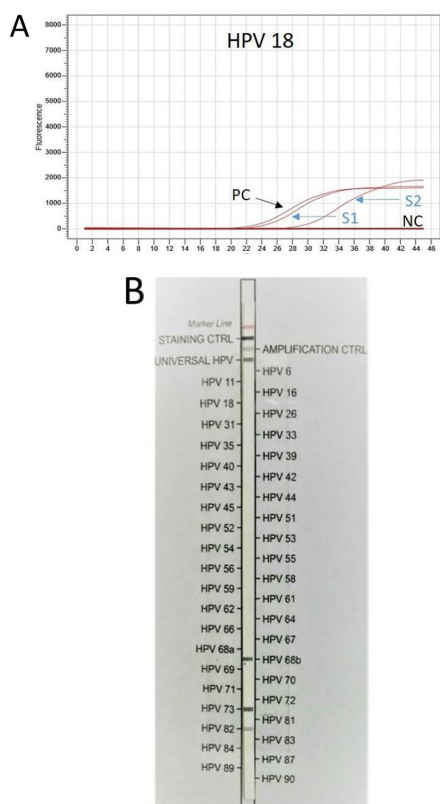 A
HPV 18
8000
7000
6000
5000
4000
3000
2000
1000
0
Fluorescence
PC
S1
S2
NC
0 2 4 6 8 10 12 14 16 18 20 22 24 26 28 30 32 34 36 38 40 42 44 46
B
Marker Line
STAINING CTRL
AMPLIFICATION CTRL
UNIVERSAL HPV
HPV 6
HPV 11
HPV 16
HPV 18
HPV 26
HPV 31
HPV 33
HPV 35
HPV 39
HPV 40
HPV 42
HPV 43
HPV 44
HPV 45
HPV 51
HPV 52
HPV 53
HPV 54
HPV 55
HPV 56
HPV 58
HPV 59
HPV 61
HPV 62
HPV 64
HPV 66
HPV 67
HPV 68a
HPV 68b
HPV 69
HPV 70
HPV 71
HPV 72
HPV 73
HPV 81
HPV 82
HPV 83
HPV 84
HPV 87
HPV 89
HPV 90